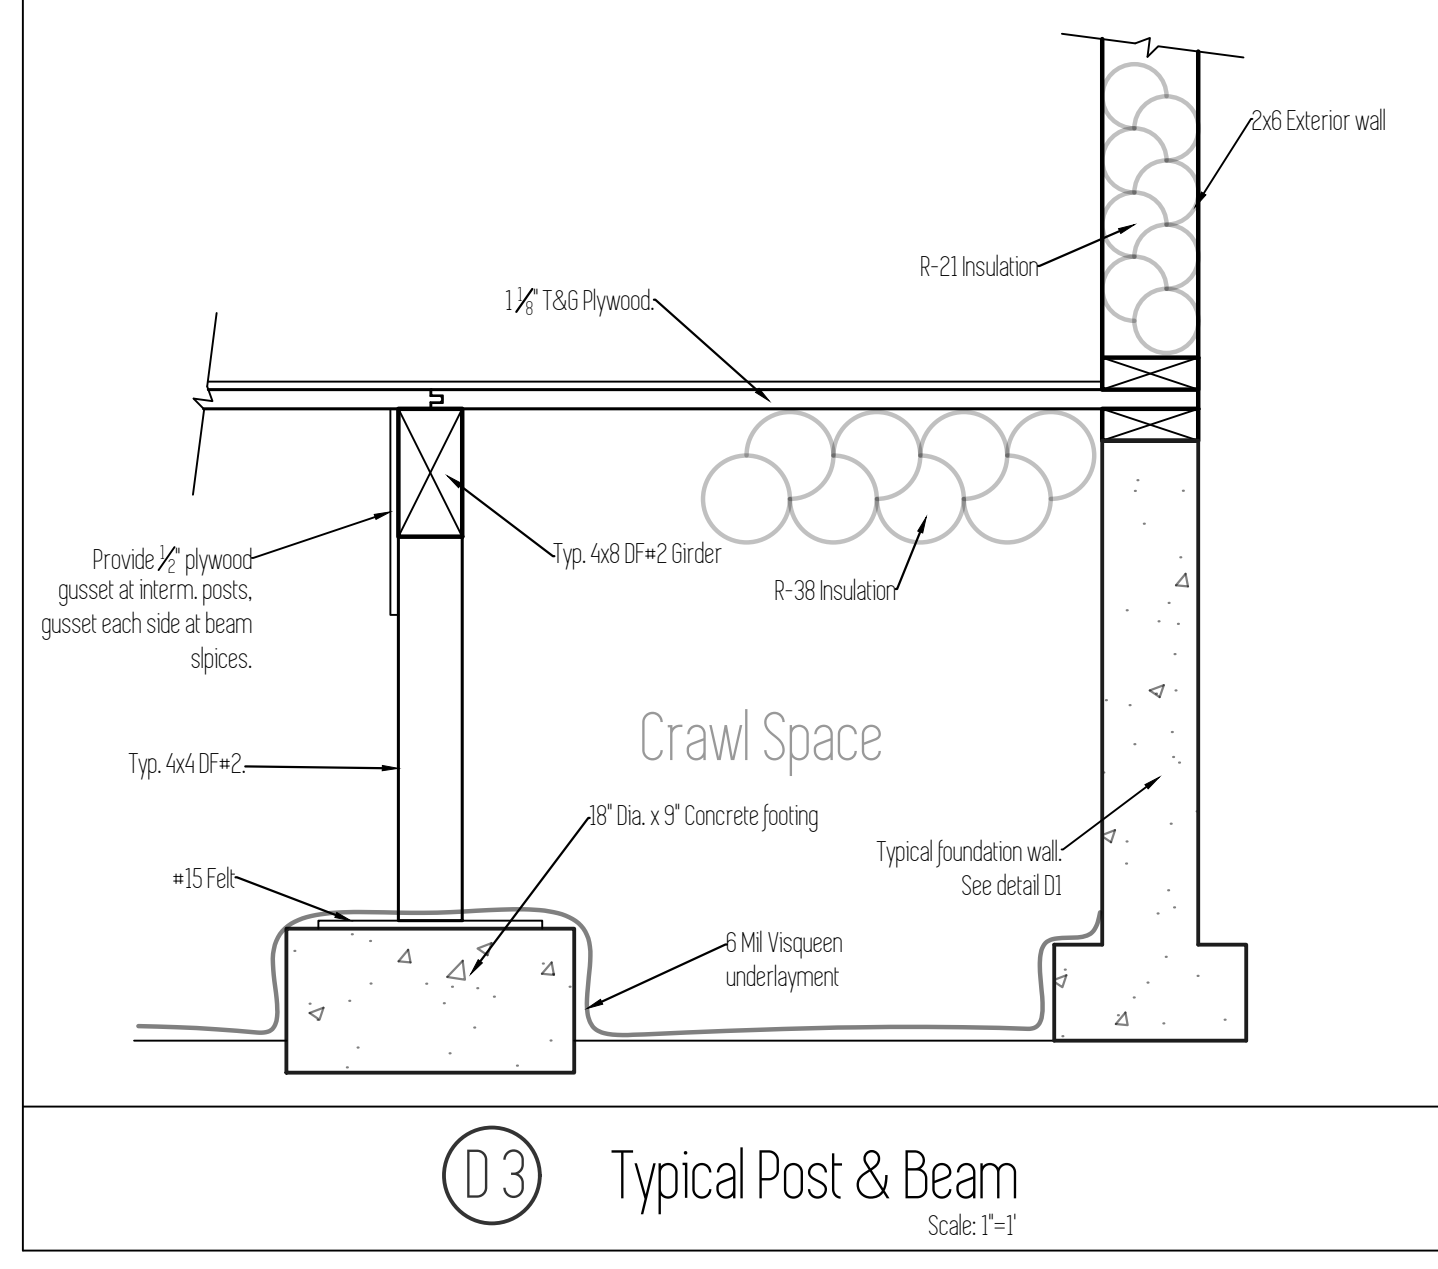 2x6 Exterior wall
R-21 Insulation
1 1/8" T&G Plywood.
Provide 1/2" plywood
gusset at interm. posts,
gusset each side at beam
slpices.
Typ. 4x8 DF#2 Girder
R-38 Insulation
Crawl Space
Typ. 4x4 DF#2.
18" Dia. x 9" Concrete footing
Typical foundation wall.
See detail D1
#15 Felt
6 Mil Visqueen
underlayment
D 3
Typical Post & Beam
Scale: 1"=1'